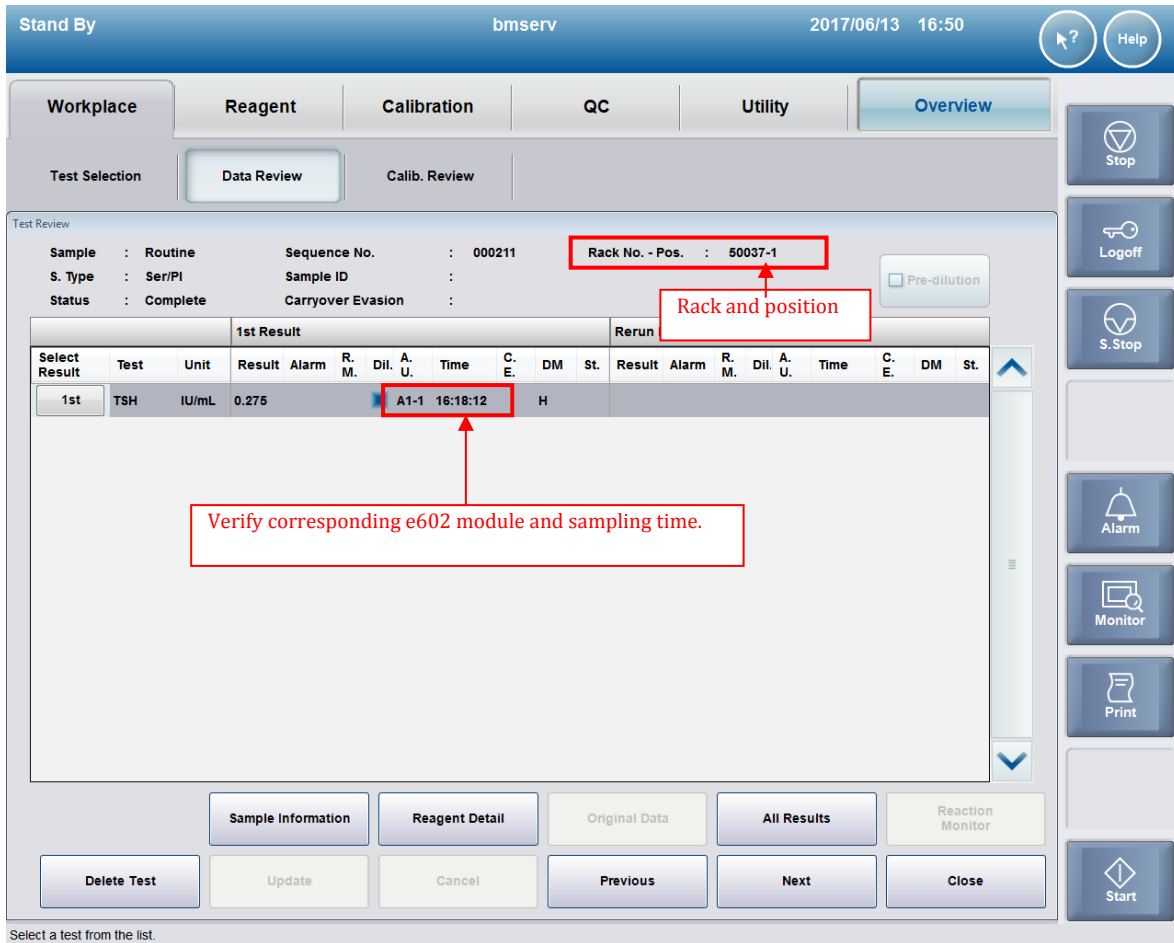 Stand By bmserv 2017/06/13 16:50
? Help
Workplace Reagent Calibration QC Utility Overview
Test Selection Data Review Calib. Review
Test Review
Sample : Routine Sequence No. : 000211 Rack No. - Pos. : 50037-1
S. Type : Ser/Pl Sample ID :
Status : Complete Carryover Evasion :
Pre-dilution
Rack and position
1st Result Rerun
Select Result Test Unit Result Alarm R. M. Dil. A. U. Time C. E. DM St. Result Alarm R. M. Dil. A. U. Time C. E. DM St.
1st TSH IU/mL 0.275 A1-1 16:18:12 H
Verify corresponding e602 module and sampling time.
Sample Information Reagent Detail Original Data All Results Reaction Monitor
Delete Test Update Cancel Previous Next Close
Select a test from the list.
Stop
Logoff
S.Stop
Alarm
Monitor
Print
Start